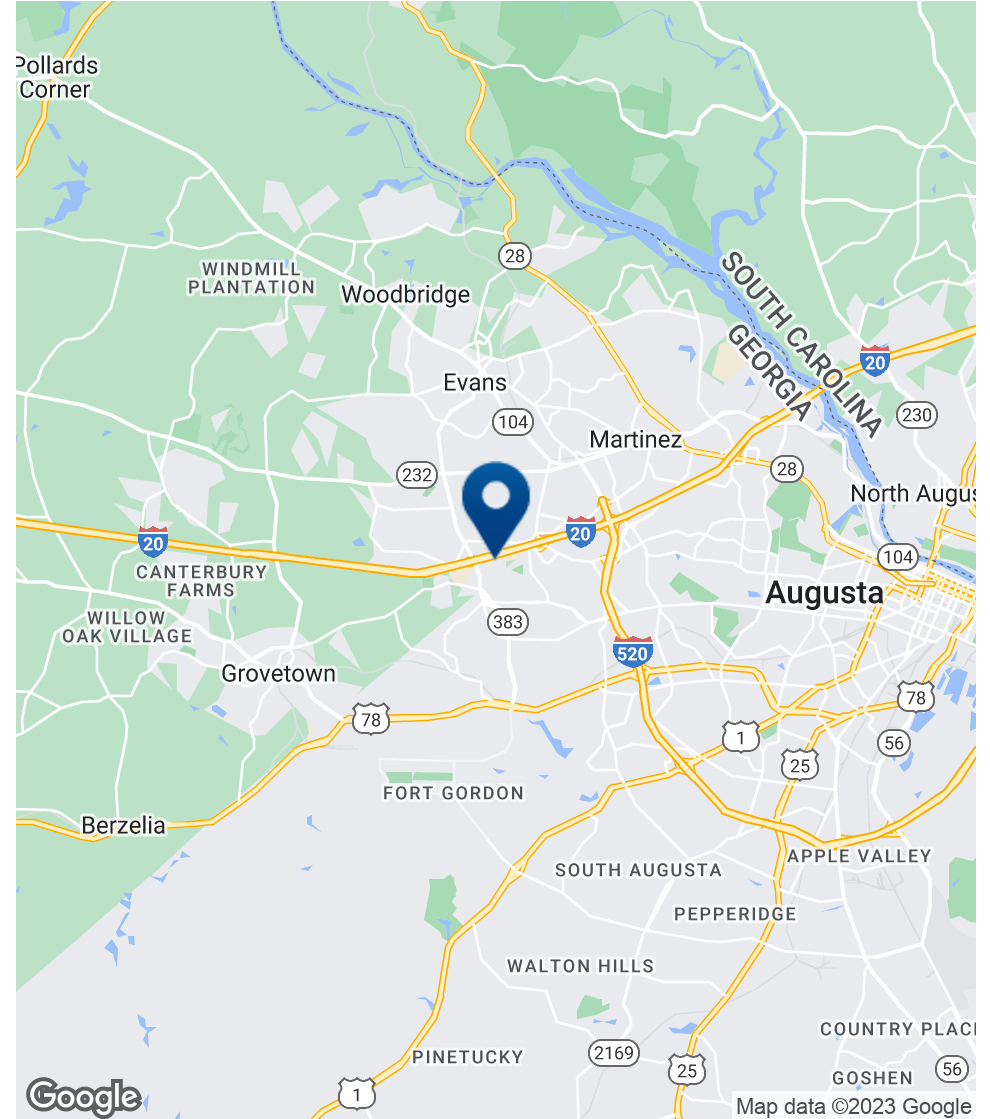 Pollards
Corner
28
WINDMILL
PLANTATION
Woodbridge
SOUTH CAROLINA
GEORGIA
20
Evans
104
230
Martinez
232
28
North Augus
20
20
104
CANTERBURY
FARMS
Augusta
WILLOW
OAK VILLAGE
383
520
Grovetown
78
78
1
56
25
FORT GORDON
Berzelia
APPLE VALLEY
SOUTH AUGUSTA
PEPPERIDGE
WALTON HILLS
COUNTRY PLAC
PINETUCKY
2169
25
56
GOSHEN
1
Google
Map data ©2023 Google